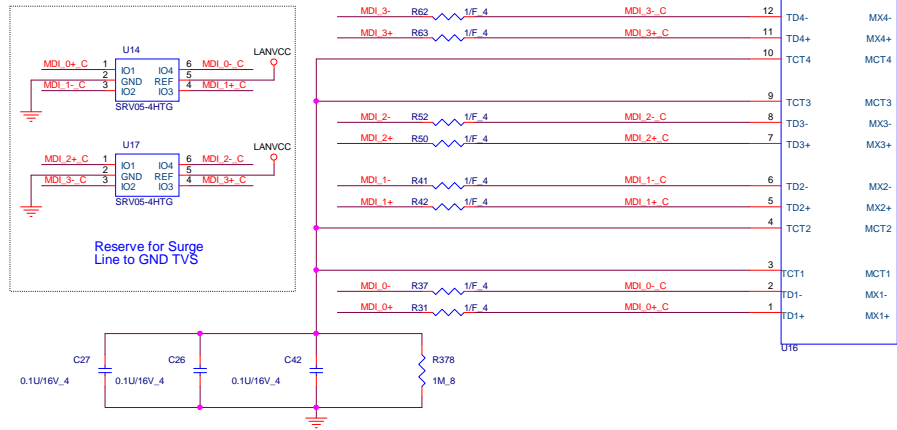 MDI_3- R62 1/F_4 MDI_3-_C 12 TD4- MX4-
MDI_3+ R63 1/F_4 MDI_3+_C 11 TD4+ MX4+
10 TCT4 MCT4
U14 LANVCC
MDI_0+_C 1 IO1 IO4 6 MDI_0-_C
2 GND REF 5
MDI_1-_C 3 IO2 IO3 4 MDI_1+_C
SRV05-4HTG
9 TCT3 MCT3
MDI_2- R52 1/F_4 MDI_2-_C 8 TD3- MX3-
MDI_2+ R50 1/F_4 MDI_2+_C 7 TD3+ MX3+
U17 LANVCC
MDI_2+_C 1 IO1 IO4 6 MDI_2-_C
2 GND REF 5
MDI_3-_C 3 IO2 IO3 4 MDI_3+_C
SRV05-4HTG
MDI_1- R41 1/F_4 MDI_1-_C 6 TD2- MX2-
MDI_1+ R42 1/F_4 MDI_1+_C 5 TD2+ MX2+
4 TCT2 MCT2
Reserve for Surge
Line to GND TVS
3 TCT1 MCT1
MDI_0- R37 1/F_4 MDI_0-_C 2 TD1- MX1-
MDI_0+ R31 1/F_4 MDI_0+_C 1 TD1+ MX1+
U16
C27 C26 C42 R378
0.1U/16V_4 0.1U/16V_4 0.1U/16V_4 1M_8